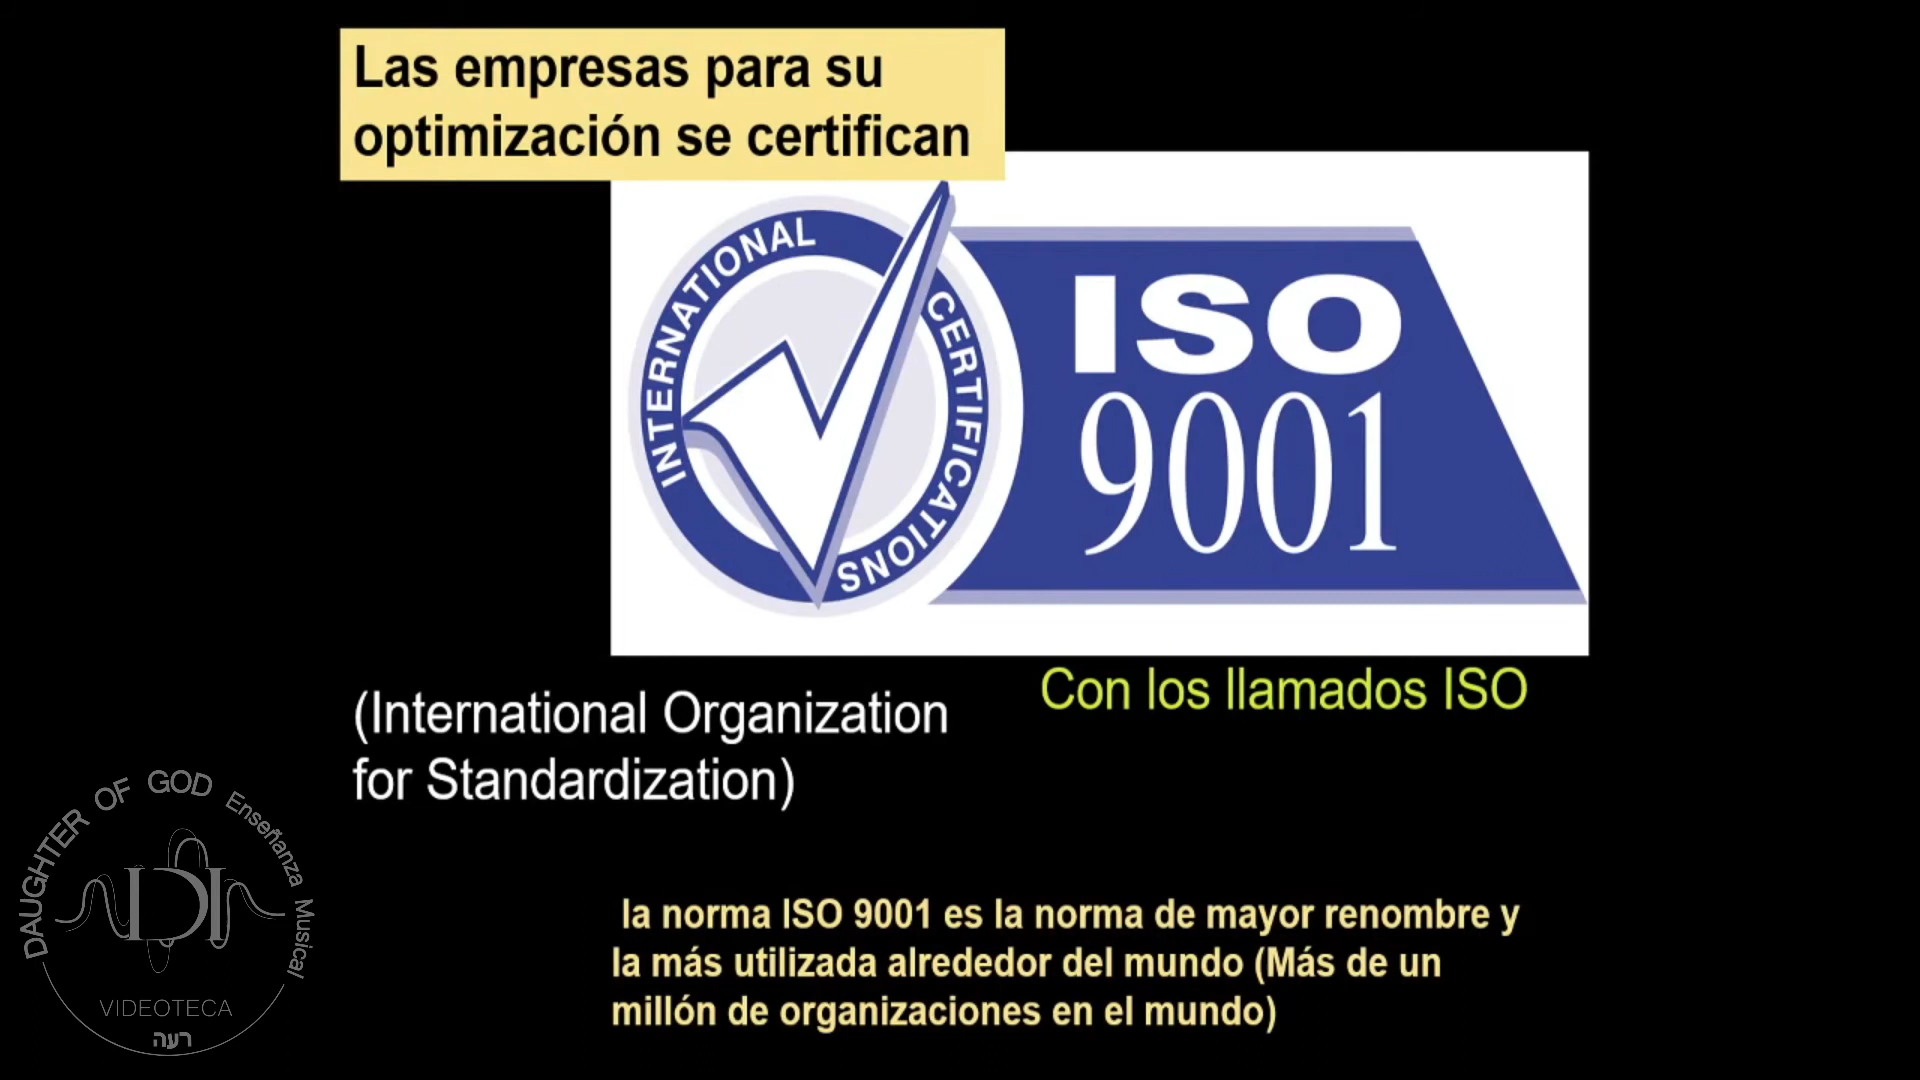 Las empresas para su
optimización se certifican
INTERNATIONAL
CERTIFICATIONS
ISO
9001
Con los llamados ISO
(International Organization
for Standardization)
DAUGHTER OF GOD Enseñanza Musical
ADIA
VIDEOTECA
רעה
la norma ISO 9001 es la norma de mayor renombre y
la más utilizada alrededor del mundo (Más de un
millón de organizaciones en el mundo)